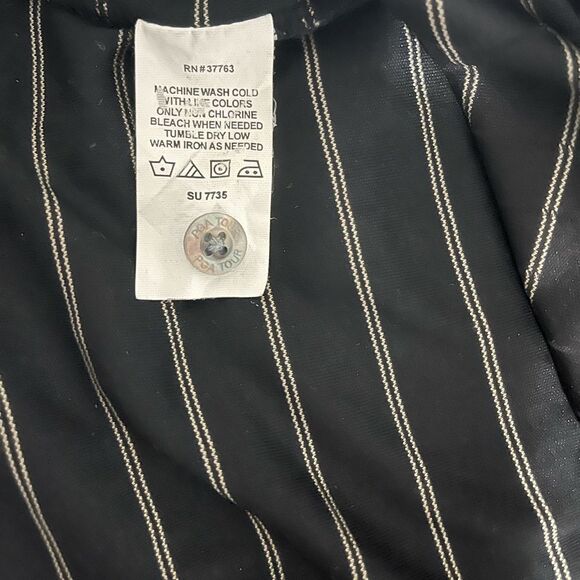 RN#37763
MACHINE WASH COLD
WITH LIKE COLORS
ONLY NON CHLORINE
BLEACH WHEN NEEDED
TUMBLE DRY LOW
WARM IRON AS NEEDED
SU 7735
PGA TOUR
PGA TOUR